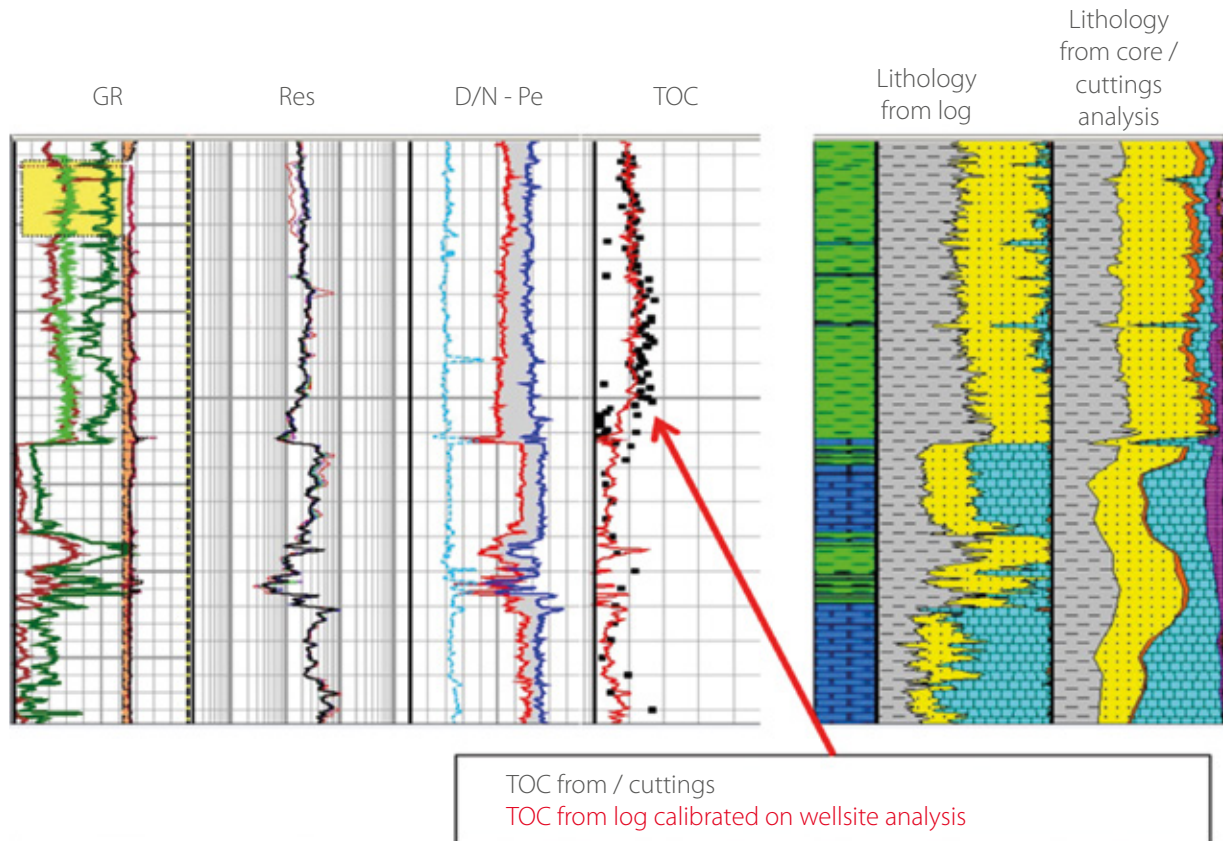 GR
Res
D/N - Pe
TOC
Lithology
from log
Lithology
from core /
cuttings
analysis
TOC from / cuttings
TOC from log calibrated on wellsite analysis